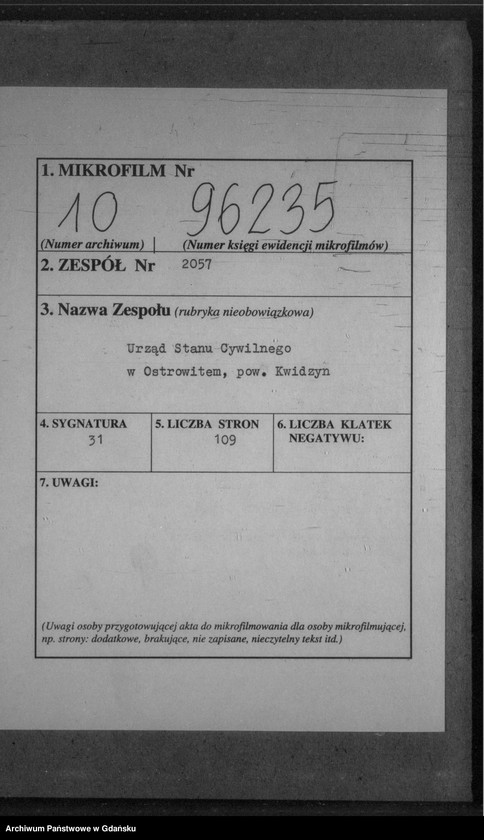 1. MIKROFILM Nr
10 96235
(Numer archiwum) (Numer księgi ewidencji mikrofilmów)
2. ZESPÓŁ Nr 2057
3. Nazwa Zespołu (rubryka nieobowiązkowa)
Urząd Stanu Cywilnego
w Ostrowitem, pow. Kwidzyn
4. SYGNATURA
31
5. LICZBA STRON
109
6. LICZBA KLATEK
NEGATYWU:
7. UWAGI:
(Uwagi osoby przygotowującej akta do mikrofilmowania dla osoby mikrofilmującej,
np. strony: dodatkowe, brakujące, nie zapisane, nieczytelny tekst itd.)
Archiwum Państwowe w Gdańsku